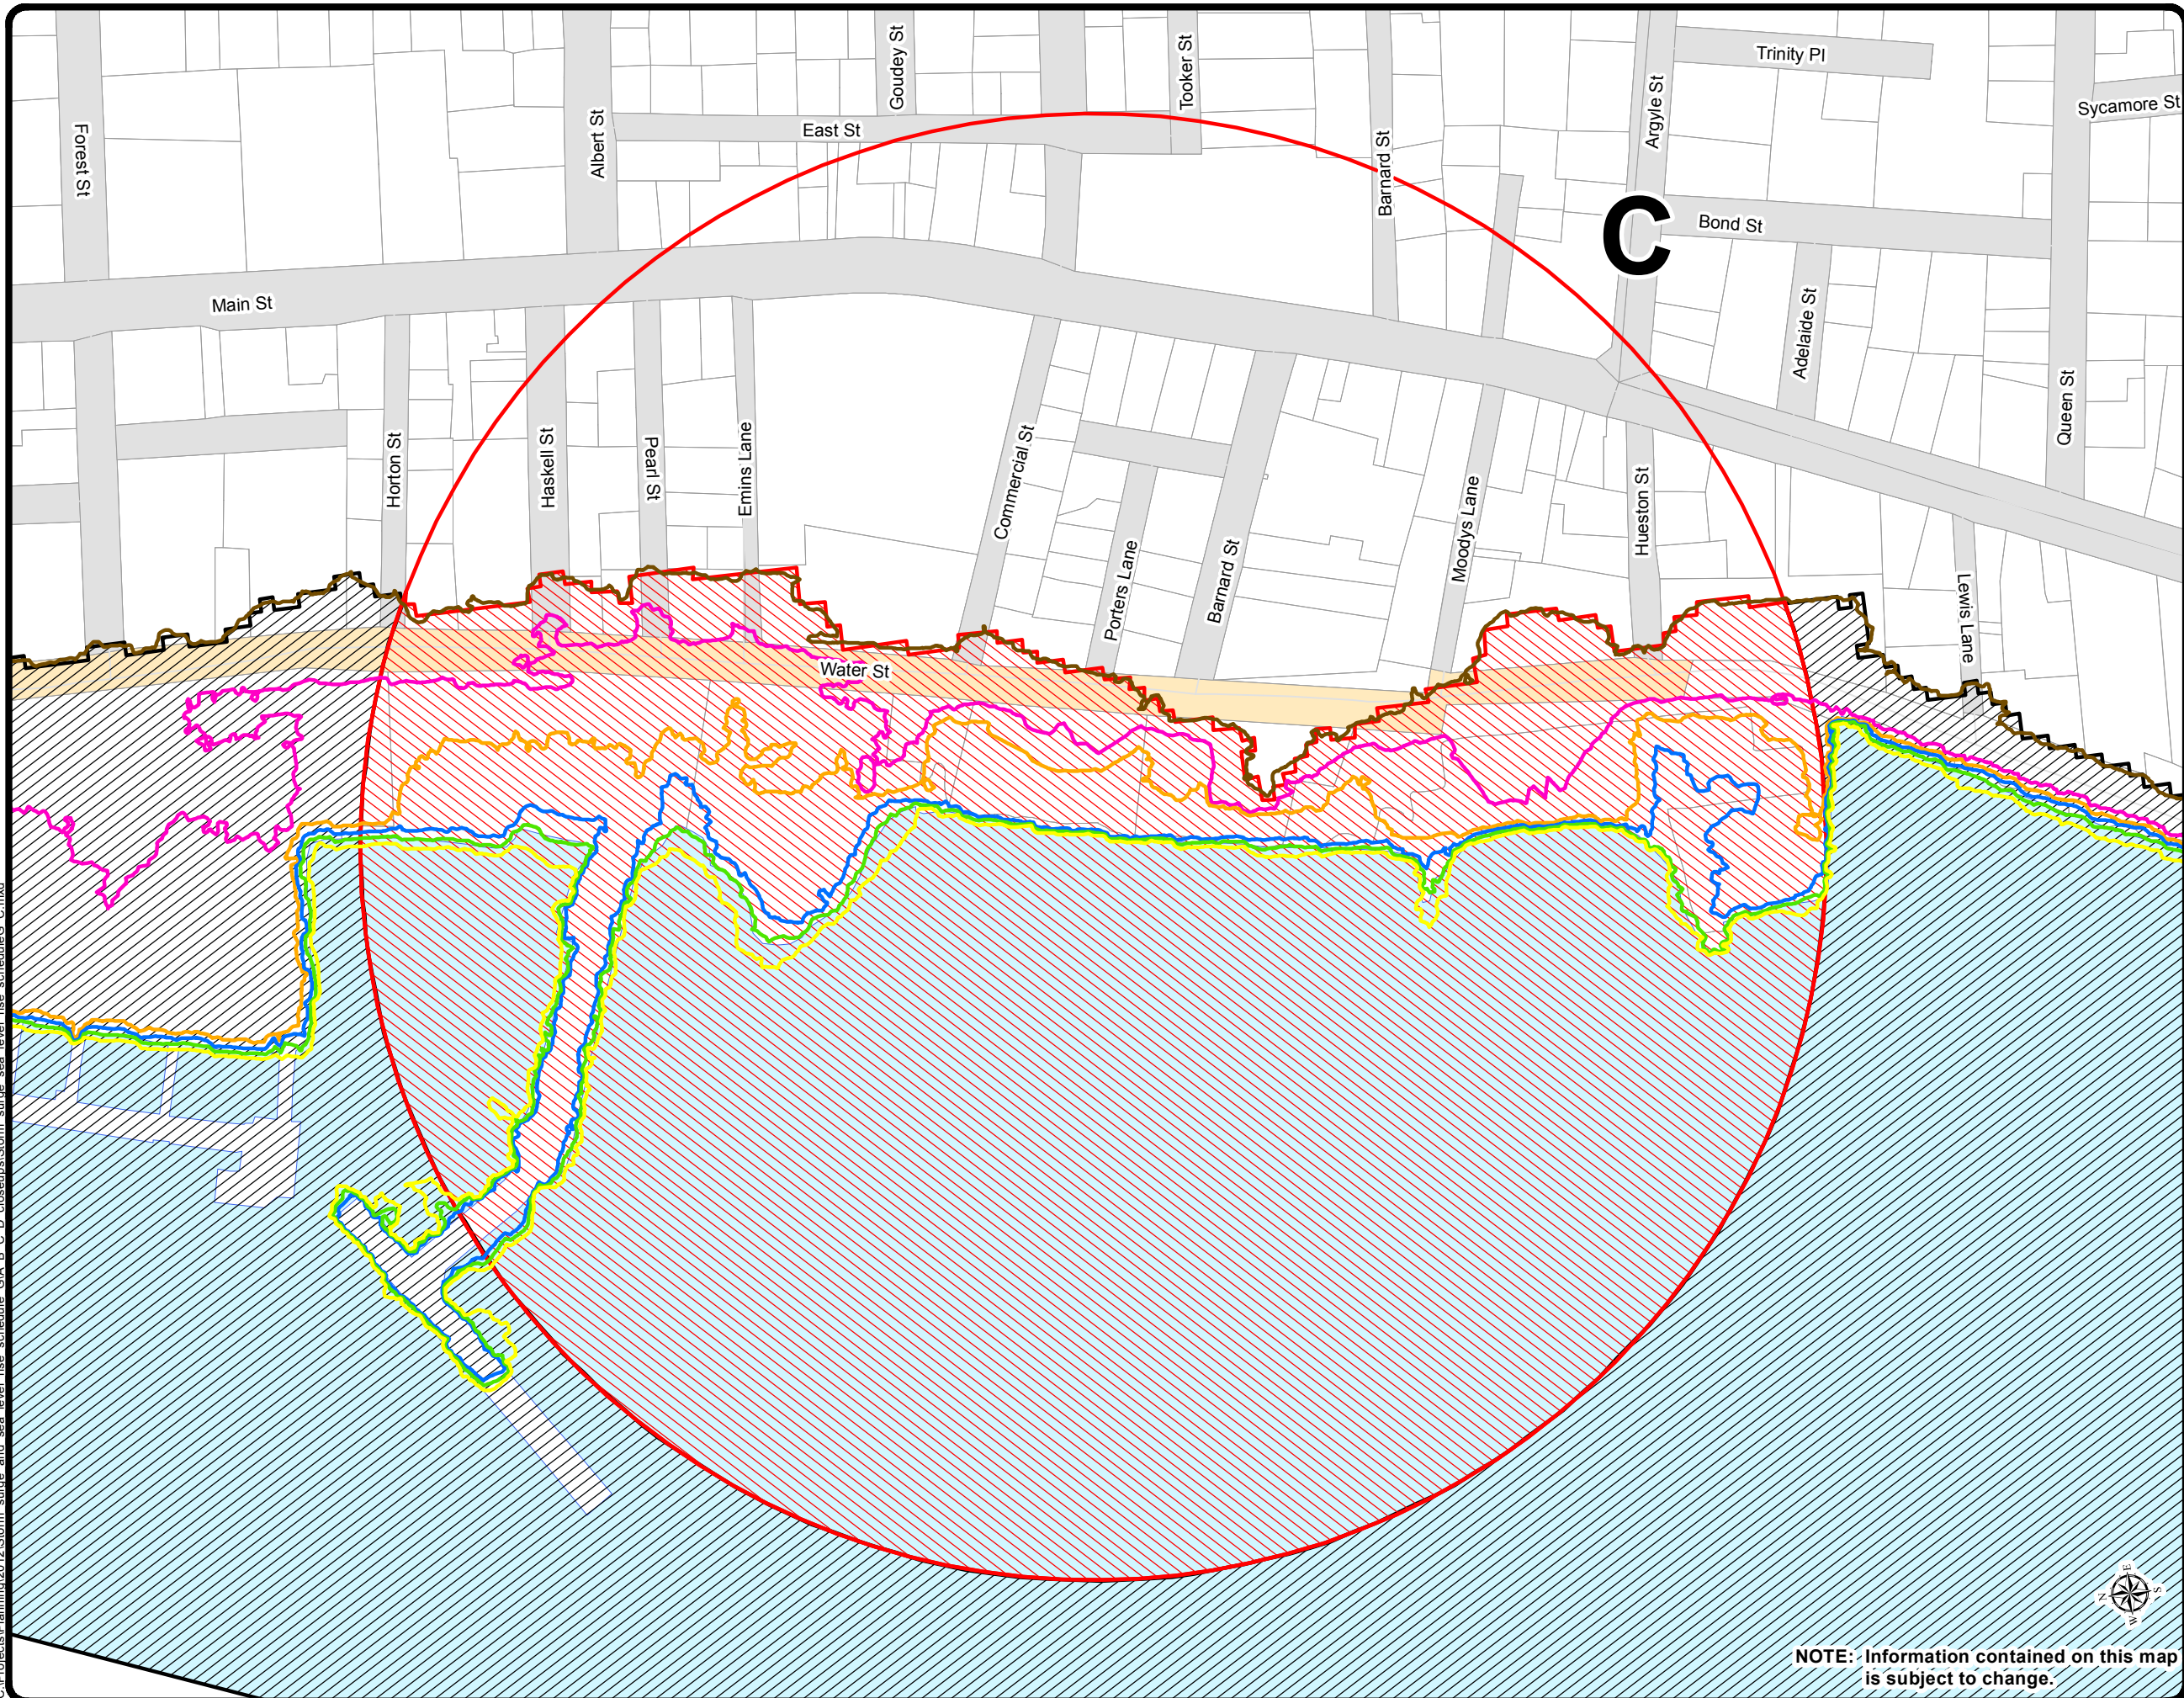 Goudey St
Tooker St
Trinity Pl
Argyle St
Sycamore St
Forest St
Albert St
East St
Barnard St
C
Bond St
Main St
Adelaide St
Queen St
Horton St
Haskell St
Pearl St
Emins Lane
Commercial St
Porters Lane
Barnard St
Moodys Lane
Hueston St
Lewis Lane
Water St
N
E
S
W
NOTE: Information contained on this map
is subject to change.